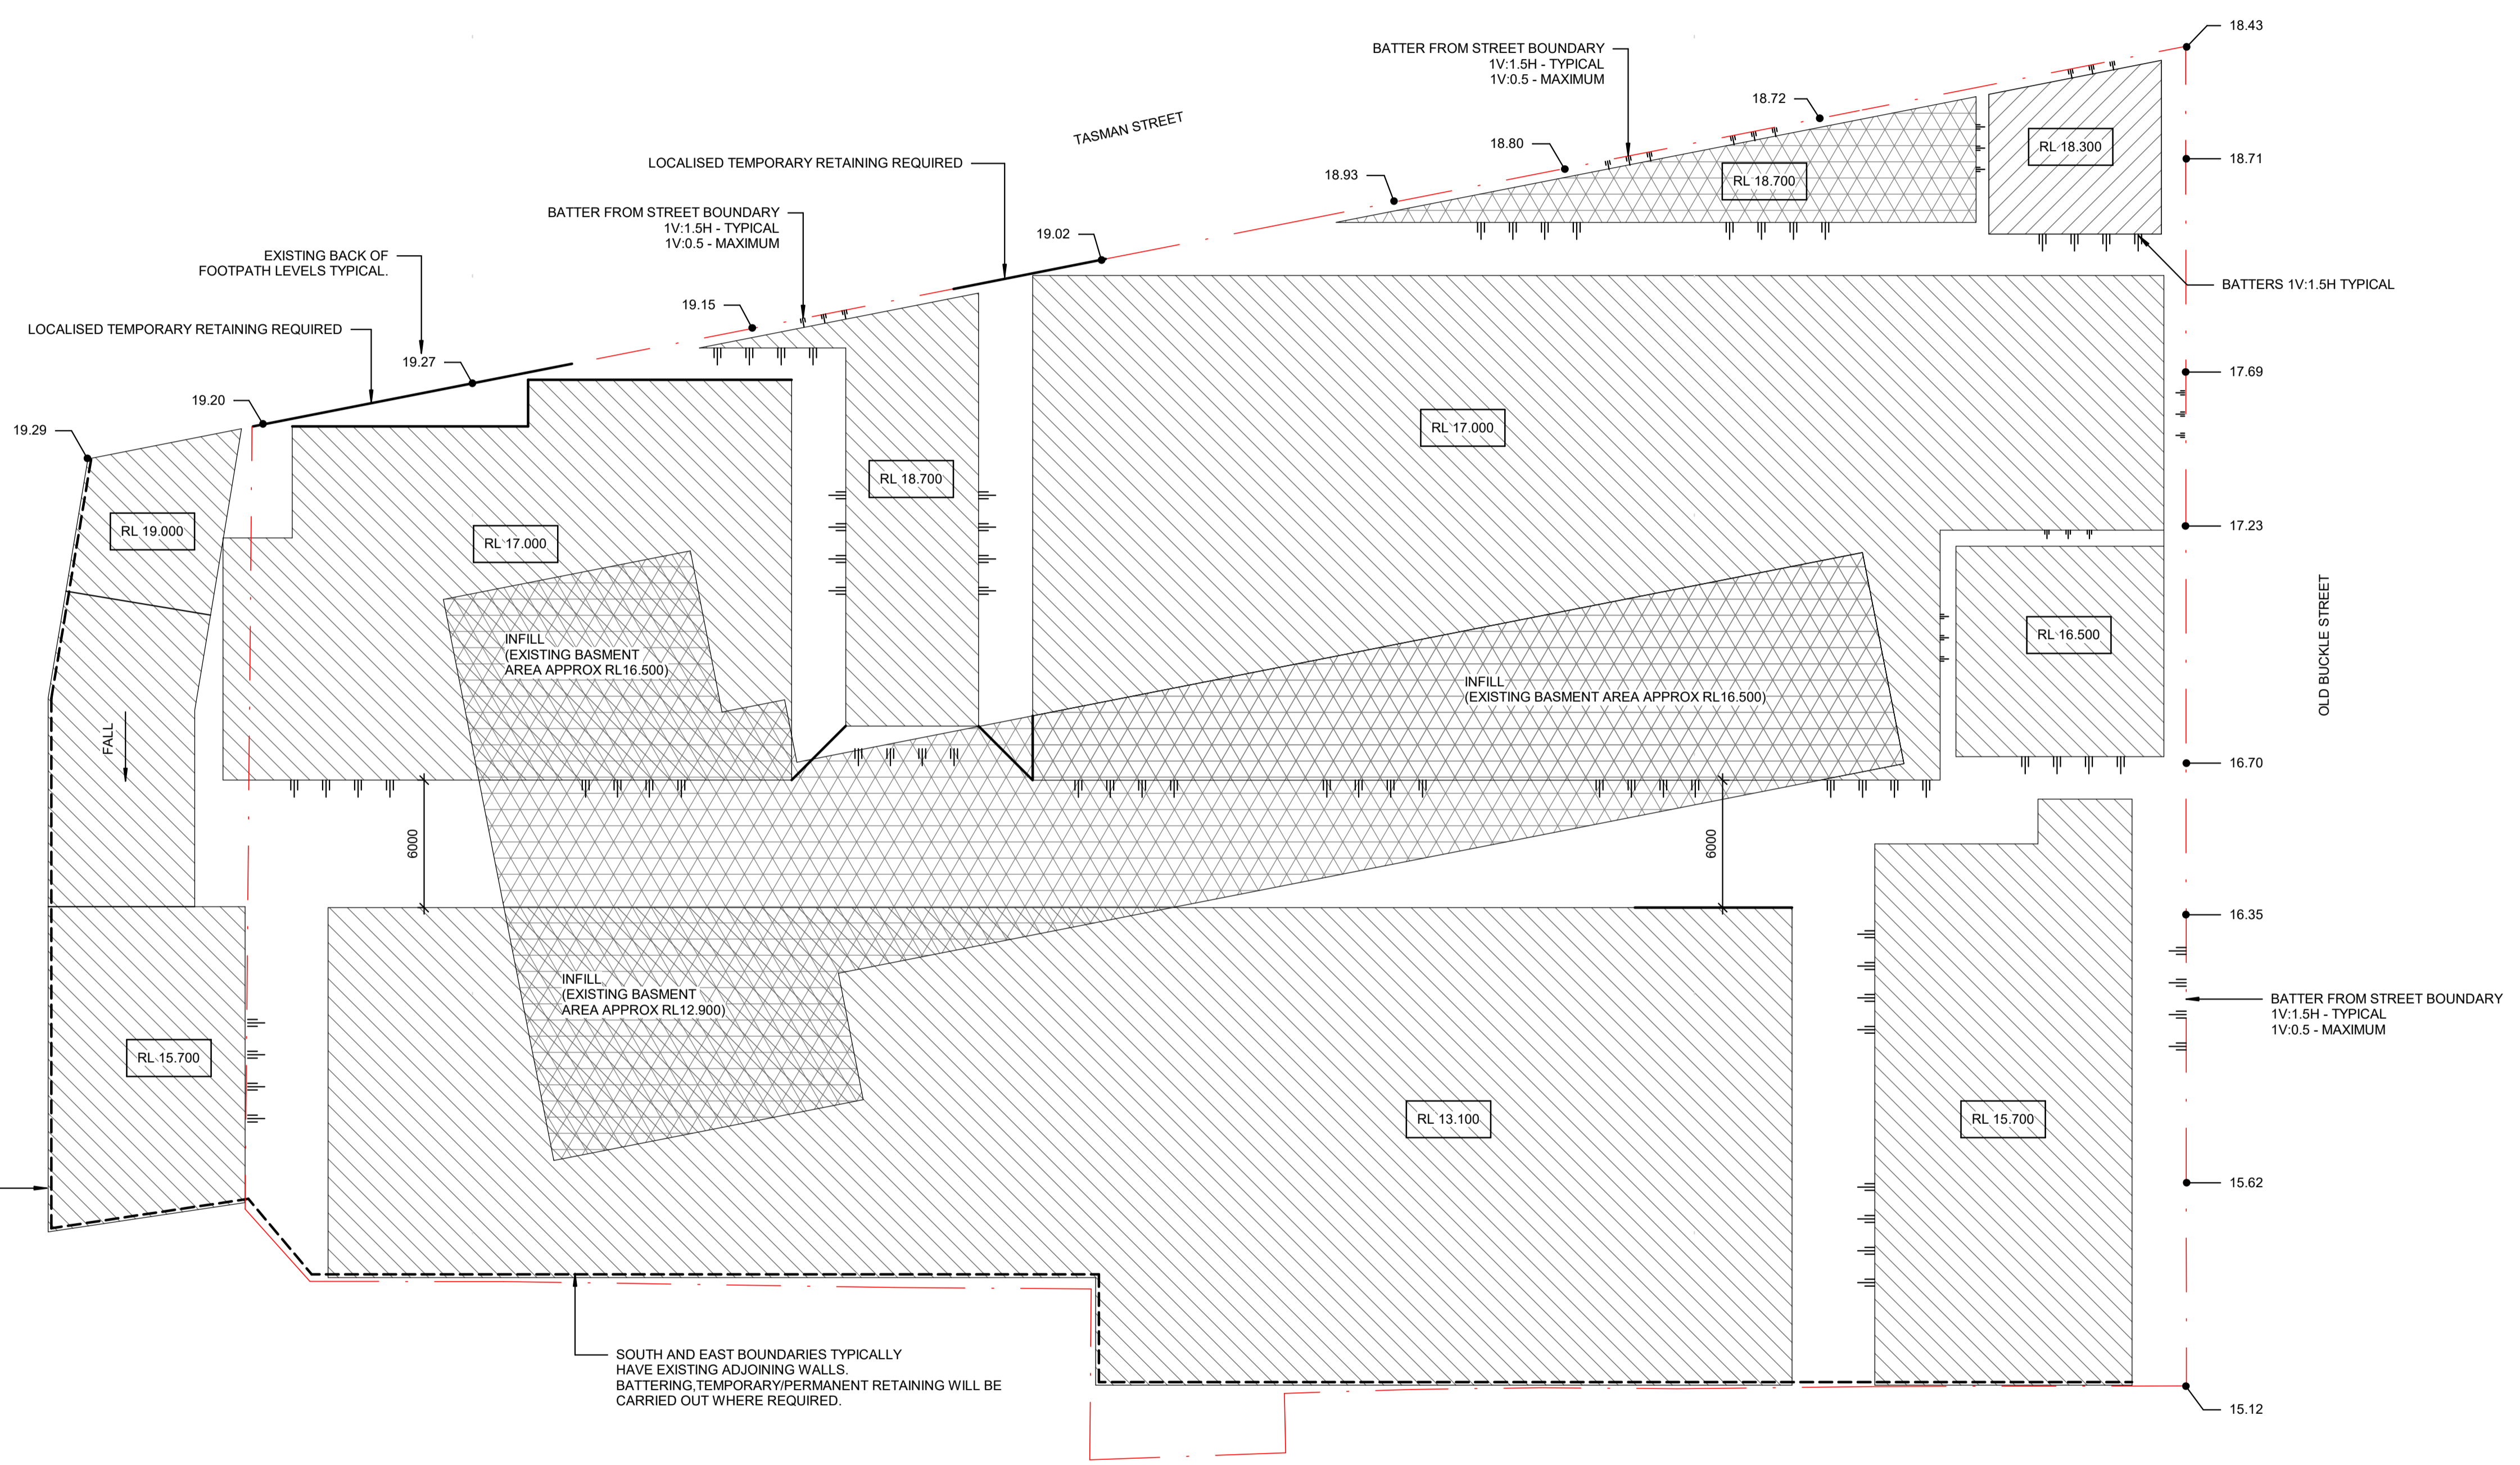 18.43
BATTER FROM STREET BOUNDARY
1V:1.5H - TYPICAL
1V:0.5 - MAXIMUM
18.72
TASMAN STREET
18.80
RL 18.300
18.71
LOCALISED TEMPORARY RETAINING REQUIRED
18.93
RL 18.700
BATTER FROM STREET BOUNDARY
1V:1.5H - TYPICAL
1V:0.5 - MAXIMUM
19.02
EXISTING BACK OF
FOOTPATH LEVELS TYPICAL.
BATTERS 1V:1.5H TYPICAL
19.15
LOCALISED TEMPORARY RETAINING REQUIRED
19.27
17.69
19.20
19.29
RL 17.000
RL 18.700
RL 19.000
RL 17.000
17.23
INFILL
(EXISTING BASMENT
AREA APPROX RL16.500)
RL 16.500
OLD BUCKLE STREET
INFILL
(EXISTING BASMENT AREA APPROX RL16.500)
FALL
16.70
6000
6000
16.35
INFILL
(EXISTING BASMENT
AREA APPROX RL12.900)
BATTER FROM STREET BOUNDARY
1V:1.5H - TYPICAL
1V:0.5 - MAXIMUM
RL 15.700
RL 13.100
RL 15.700
15.62
SOUTH AND EAST BOUNDARIES TYPICALLY
HAVE EXISTING ADJOINING WALLS.
BATTERING,TEMPORARY/PERMANENT RETAINING WILL BE
CARRIED OUT WHERE REQUIRED.
15.12